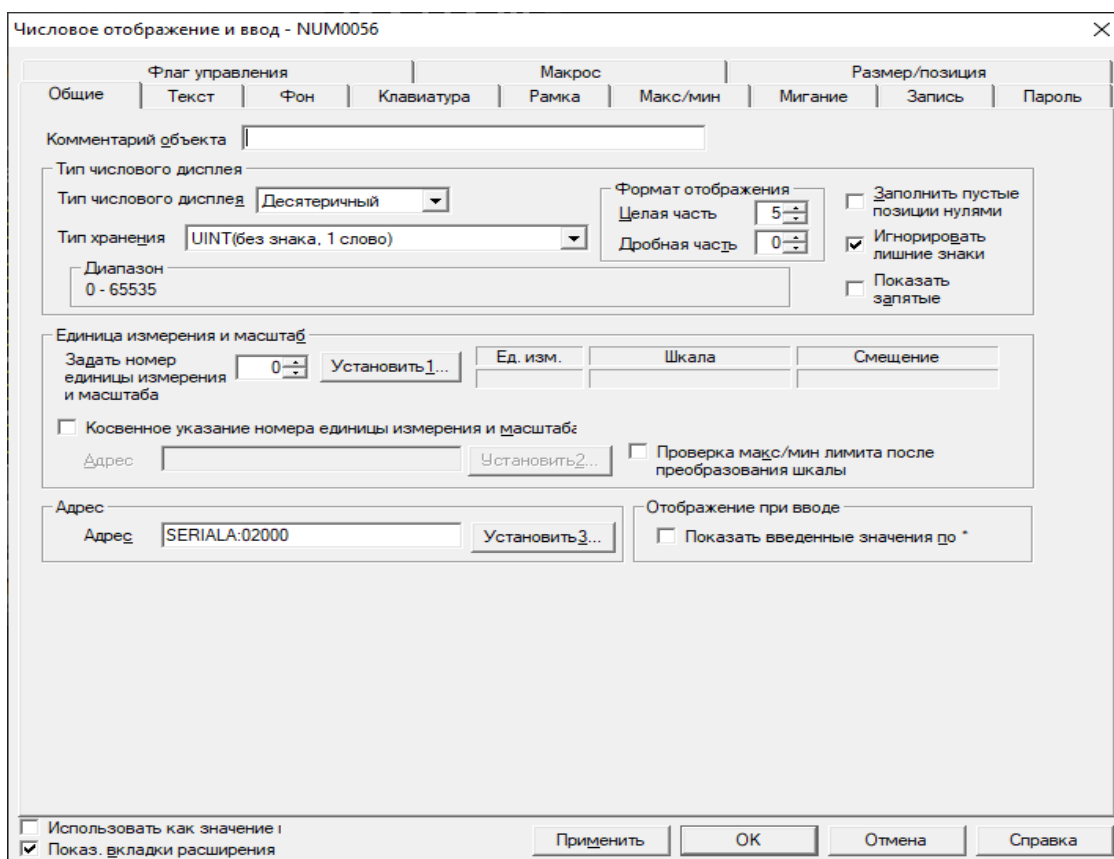 Числовое отображение и ввод - NUM0056
Флаг управления Макрос Размер/позиция
Общие Текст Фон Клавиатура Рамка Макс/мин Мигание Запись Пароль
Комментарий объекта
Тип числового дисплея
Тип числового дисплея Десятеричный
Формат отображения
Целая часть 5
Дробная часть 0
Заполнить пустые
позиции нулями
Тип хранения UINT(без знака, 1 слово)
Игнорировать
лишние знаки
Диапазон
0 - 65535
Показать
запятые
Единица измерения и масштаб
Задать номер
единицы измерения
и масштаба
0 Установить1...
Ед. изм. Шкала Смещение
Косвенное указание номера единицы измерения и масштаба
Адрес Установить2...
Проверка макс/мин лимита после
преобразования шкалы
Адрес
Адрес SERIALA:02000 Установить3...
Отображение при вводе
Показать введенные значения по *
Использовать как значение
Показ. вкладки расширения
Применить OK Отмена Справка